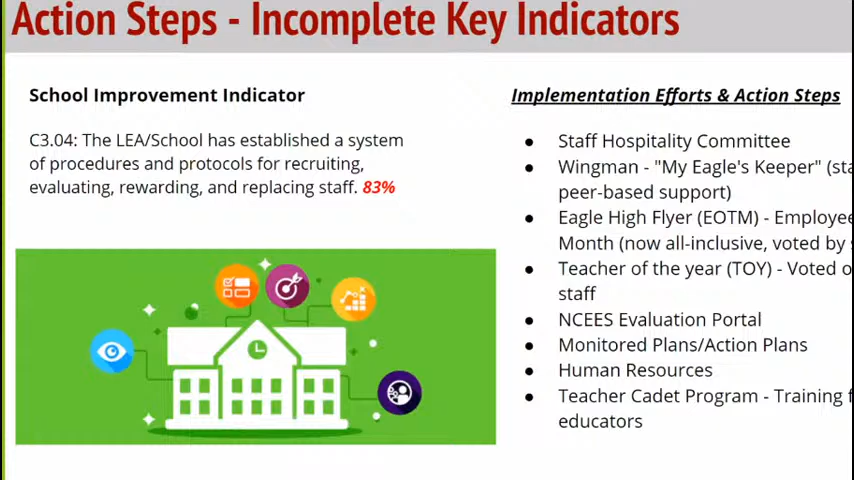 Action Steps - Incomplete Key Indicators
School Improvement Indicator
C3.04: The LEA/School has established a system
of procedures and protocols for recruiting,
evaluating, rewarding, and replacing staff. 83%
Implementation Efforts & Action Steps
● Staff Hospitality Committee
● Wingman - "My Eagle's Keeper"
peer-based support)
● Eagle High Flyer (EOTM) - Employee
Month (now all-inclusive, voted by
● Teacher of the year (TOY) - Voted
staff
● NCEES Evaluation Portal
● Monitored Plans/Action Plans
● Human Resources
● Teacher Cadet Program - Training
educators